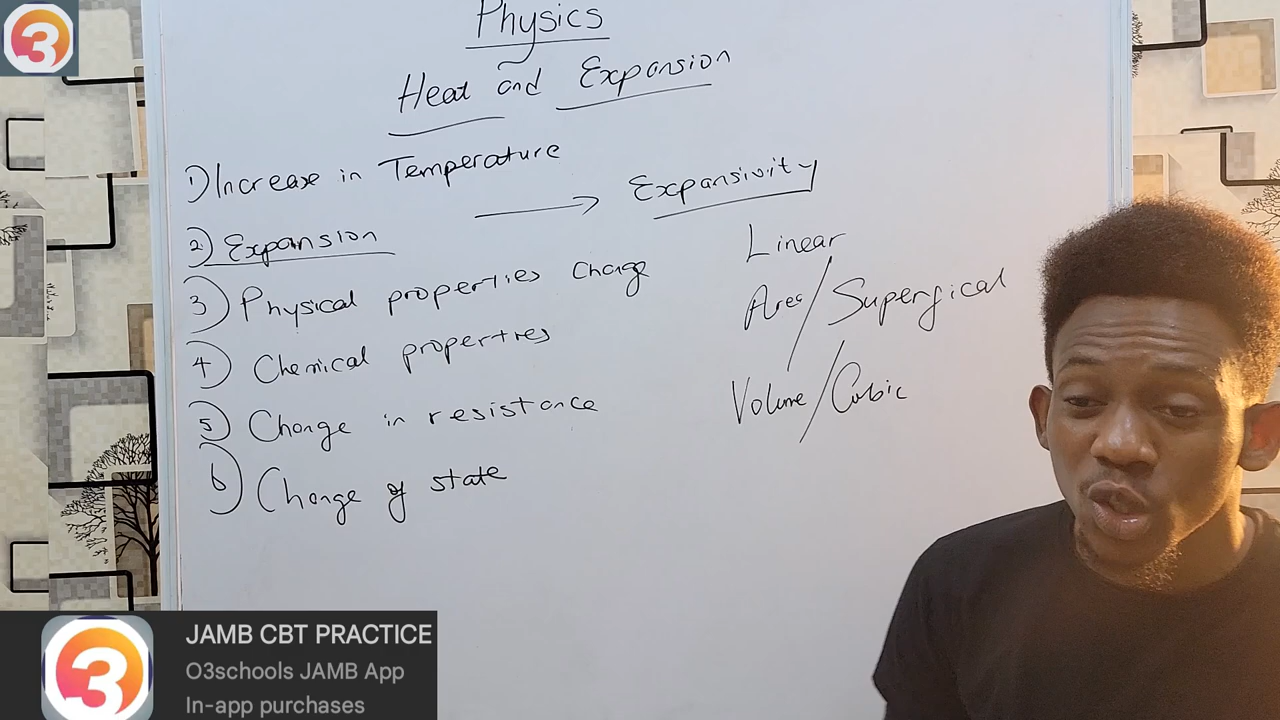 3
Physics
Heat and Expansion
1) Increase in Temperature
2) Expansion → Expansivity
3) Physical properties change
4) Chemical properties
5) Change in resistance
6) Change of state
Linear
Area/Superfical
Volume/Cubic
3
JAMB CBT PRACTICE
O3schools JAMB App
In-app purchases